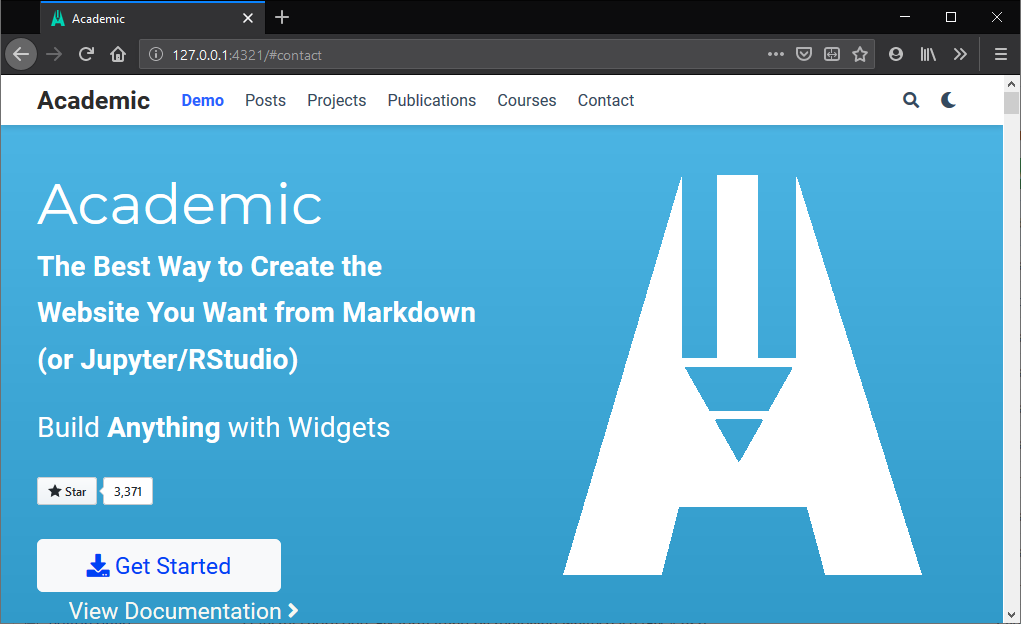 Academic
127.0.0.1:4321/#contact
Academic Demo Posts Projects Publications Courses Contact
Academic
The Best Way to Create the
Website You Want from Markdown
(or Jupyter/RStudio)
Build Anything with Widgets
Star 3,371
Get Started
View Documentation